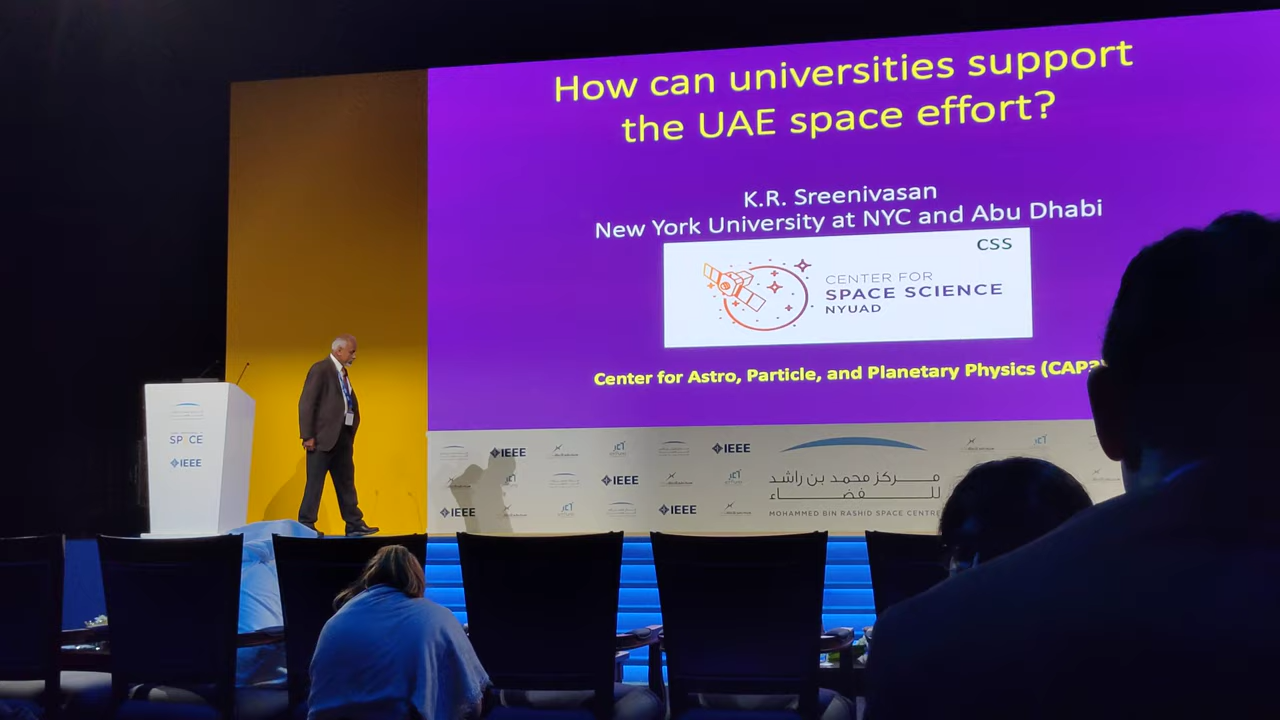 How can universities support
the UAE space effort?
K.R. Sreenivasan
New York University at NYC and Abu Dhabi
CSS
CENTER FOR
SPACE SCIENCE
NYUAD
Center for Astro, Particle, and Planetary Physics
SP CE
IEEE
IEEE
IEEE
IEEE
IEEE
IEEE
مركز محمد بن راشد
للفضاء
MOHAMMED BIN RASHID SPACE CENTRE